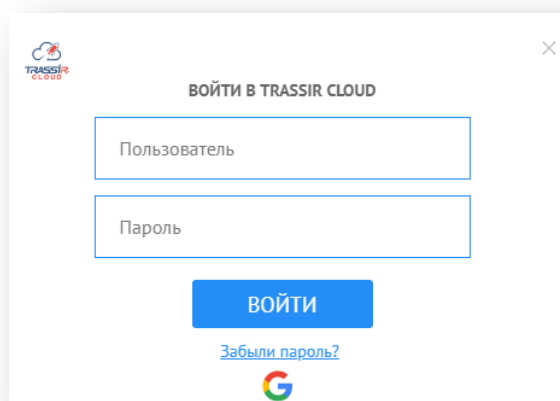 TRASSIR
CLOUD
ВОЙТИ В TRASSIR CLOUD
Пользователь
Пароль
ВОЙТИ
Забыли пароль?